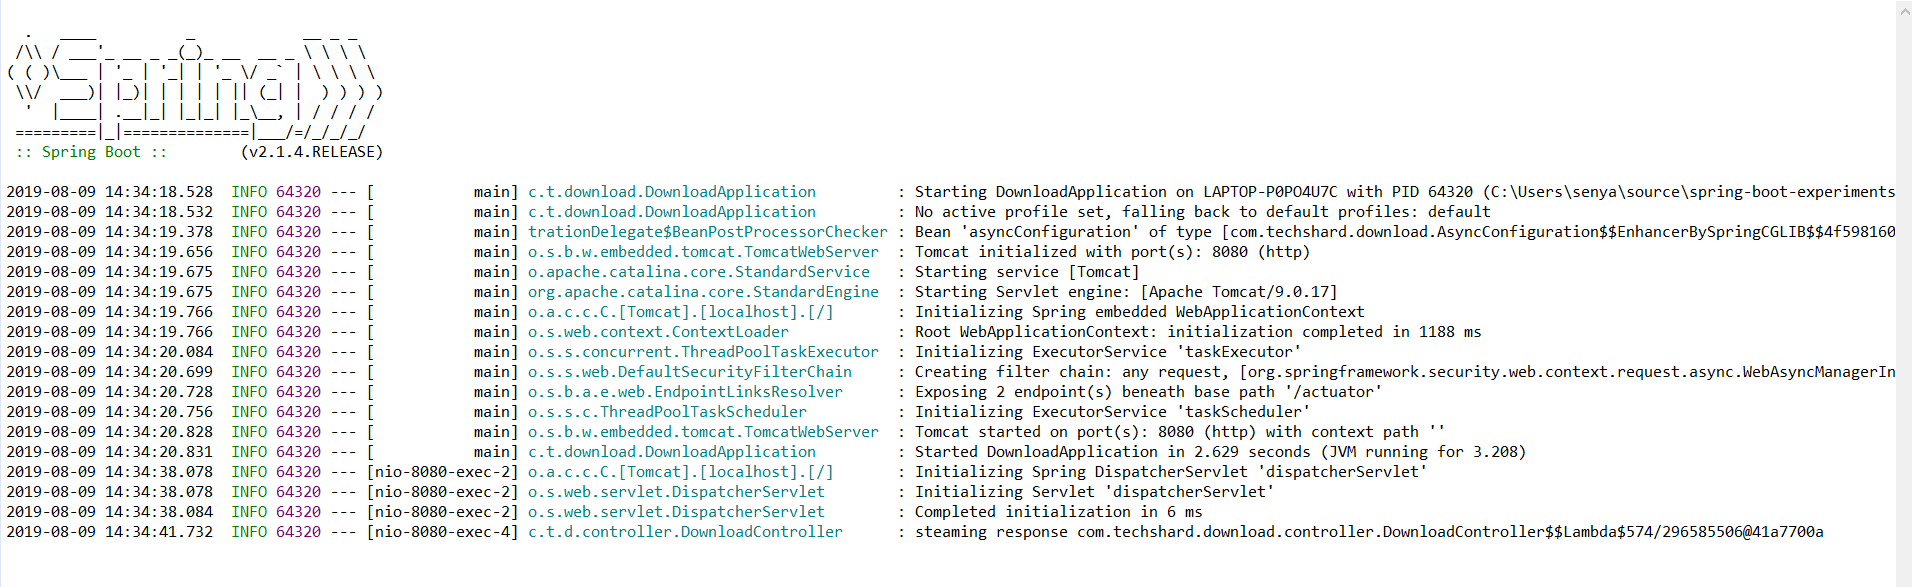 .   ____          _            __ _ _
 /\\ / ___'_ __ _ _(_)_ __  __ _ \ \ \ \
( ( )\___ | '_ | '_| | '_ \/ _` | \ \ \ \
 \\/  ___)| |_)| | | | | || (_| |  ) ) ) )
  '  |____| .__|_| |_|_| |_\__, | / / / /
 =========|_|==============|___/=/_/_/_/
 :: Spring Boot ::        (v2.1.4.RELEASE)
2019-08-09 14:34:18.528  INFO 64320 --- [           main] c.t.download.DownloadApplication         : Starting DownloadApplication on LAPTOP-P0PO4U7C with PID 64320 (C:\Users\senya\source\spring-boot-experiments
2019-08-09 14:34:18.532  INFO 64320 --- [           main] c.t.download.DownloadApplication         : No active profile set, falling back to default profiles: default
2019-08-09 14:34:19.378  INFO 64320 --- [           main] trationDelegate$BeanPostProcessorChecker : Bean 'asyncConfiguration' of type [com.techshard.download.AsyncConfiguration$$EnhancerBySpringCGLIB$$4f598160
2019-08-09 14:34:19.656  INFO 64320 --- [           main] o.s.b.w.embedded.tomcat.TomcatWebServer  : Tomcat initialized with port(s): 8080 (http)
2019-08-09 14:34:19.675  INFO 64320 --- [           main] o.apache.catalina.core.StandardService   : Starting service [Tomcat]
2019-08-09 14:34:19.675  INFO 64320 --- [           main] org.apache.catalina.core.StandardEngine  : Starting Servlet engine: [Apache Tomcat/9.0.17]
2019-08-09 14:34:19.766  INFO 64320 --- [           main] o.a.c.c.C.[Tomcat].[localhost].[/]       : Initializing Spring embedded WebApplicationContext
2019-08-09 14:34:19.766  INFO 64320 --- [           main] o.s.web.context.ContextLoader            : Root WebApplicationContext: initialization completed in 1188 ms
2019-08-09 14:34:20.084  INFO 64320 --- [           main] o.s.s.concurrent.ThreadPoolTaskExecutor  : Initializing ExecutorService 'taskExecutor'
2019-08-09 14:34:20.699  INFO 64320 --- [           main] o.s.s.web.DefaultSecurityFilterChain     : Creating filter chain: any request, [org.springframework.security.web.context.request.async.WebAsyncManagerIn
2019-08-09 14:34:20.728  INFO 64320 --- [           main] o.s.b.a.e.web.EndpointLinksResolver      : Exposing 2 endpoint(s) beneath base path '/actuator'
2019-08-09 14:34:20.756  INFO 64320 --- [           main] o.s.s.c.ThreadPoolTaskScheduler          : Initializing ExecutorService 'taskScheduler'
2019-08-09 14:34:20.828  INFO 64320 --- [           main] o.s.b.w.embedded.tomcat.TomcatWebServer  : Tomcat started on port(s): 8080 (http) with context path ''
2019-08-09 14:34:20.831  INFO 64320 --- [           main] c.t.download.DownloadApplication         : Started DownloadApplication in 2.629 seconds (JVM running for 3.208)
2019-08-09 14:34:38.078  INFO 64320 --- [nio-8080-exec-2] o.a.c.c.C.[Tomcat].[localhost].[/]       : Initializing Spring DispatcherServlet 'dispatcherServlet'
2019-08-09 14:34:38.078  INFO 64320 --- [nio-8080-exec-2] o.s.web.servlet.DispatcherServlet        : Initializing Servlet 'dispatcherServlet'
2019-08-09 14:34:38.084  INFO 64320 --- [nio-8080-exec-2] o.s.web.servlet.DispatcherServlet        : Completed initialization in 6 ms
2019-08-09 14:34:41.732  INFO 64320 --- [nio-8080-exec-4] c.t.d.controller.DownloadController      : steaming response com.techshard.download.controller.DownloadController$$Lambda$574/296585506@41a7700a